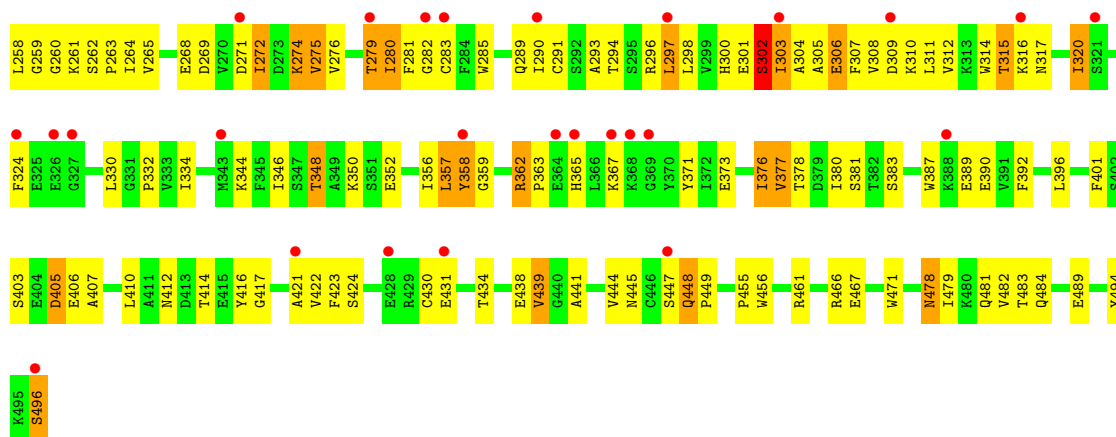 L258 G259 G260 K261 S262 P263 I264 V265 E268 D269 V270 D271 I272 D273 K274 V275 V276 T279 I280 F281 G282 C283 F284 W285 Q289 I290 C291 S292 A293 T294 S295 R296 L297 L298 V299 H300 E301 S302 I303 A304 A305 E306 F307 V308 D309 K310 L311 V312 K313 W314 T315 K316 N317 I320 S321
F324 E325 E326 G327 L330 G331 P332 V333 I334 M343 K344 F345 I346 S347 T348 A349 K350 S351 E352 I356 L357 Y358 G359 R362 P363 E364 H365 L366 K367 K368 G369 Y370 Y371 I372 E373 I376 V377 T378 D379 I380 S381 T382 S383 W387 K388 E389 E390 V391 F392 L396 F401 S402
S403 E404 D405 E406 A407 L410 A411 N412 D413 T414 E415 Y416 G417 A421 V422 F423 S424 E428 R429 C430 E431 T434 E438 V439 G440 A441 V444 N445 C446 S447 Q448 P449 P455 W456 R461 R466 E467 W471 N478 I479 K480 Q481 V482 T483 Q484 E489
K495 S496